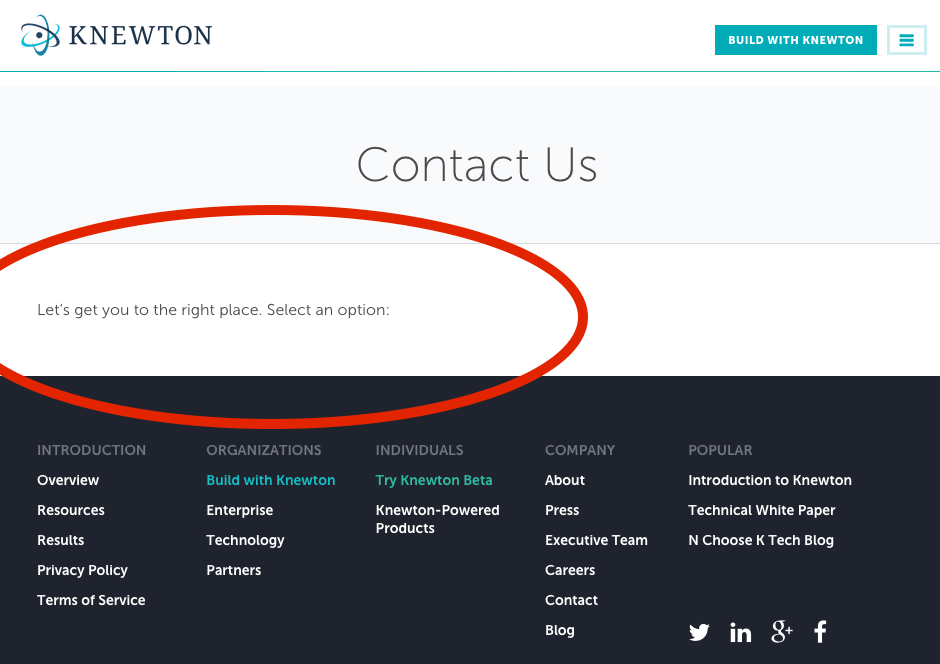 KNEWTON
BUILD WITH KNEWTON
Contact Us
Let's get you to the right place. Select an option:
INTRODUCTION
Overview
Resources
Results
Privacy Policy
Terms of Service
ORGANIZATIONS
Build with Knewton
Enterprise
Technology
Partners
INDIVIDUALS
Try Knewton Beta
Knewton-Powered
Products
COMPANY
About
Press
Executive Team
Careers
Contact
Blog
POPULAR
Introduction to Knewton
Technical White Paper
N Choose K Tech Blog